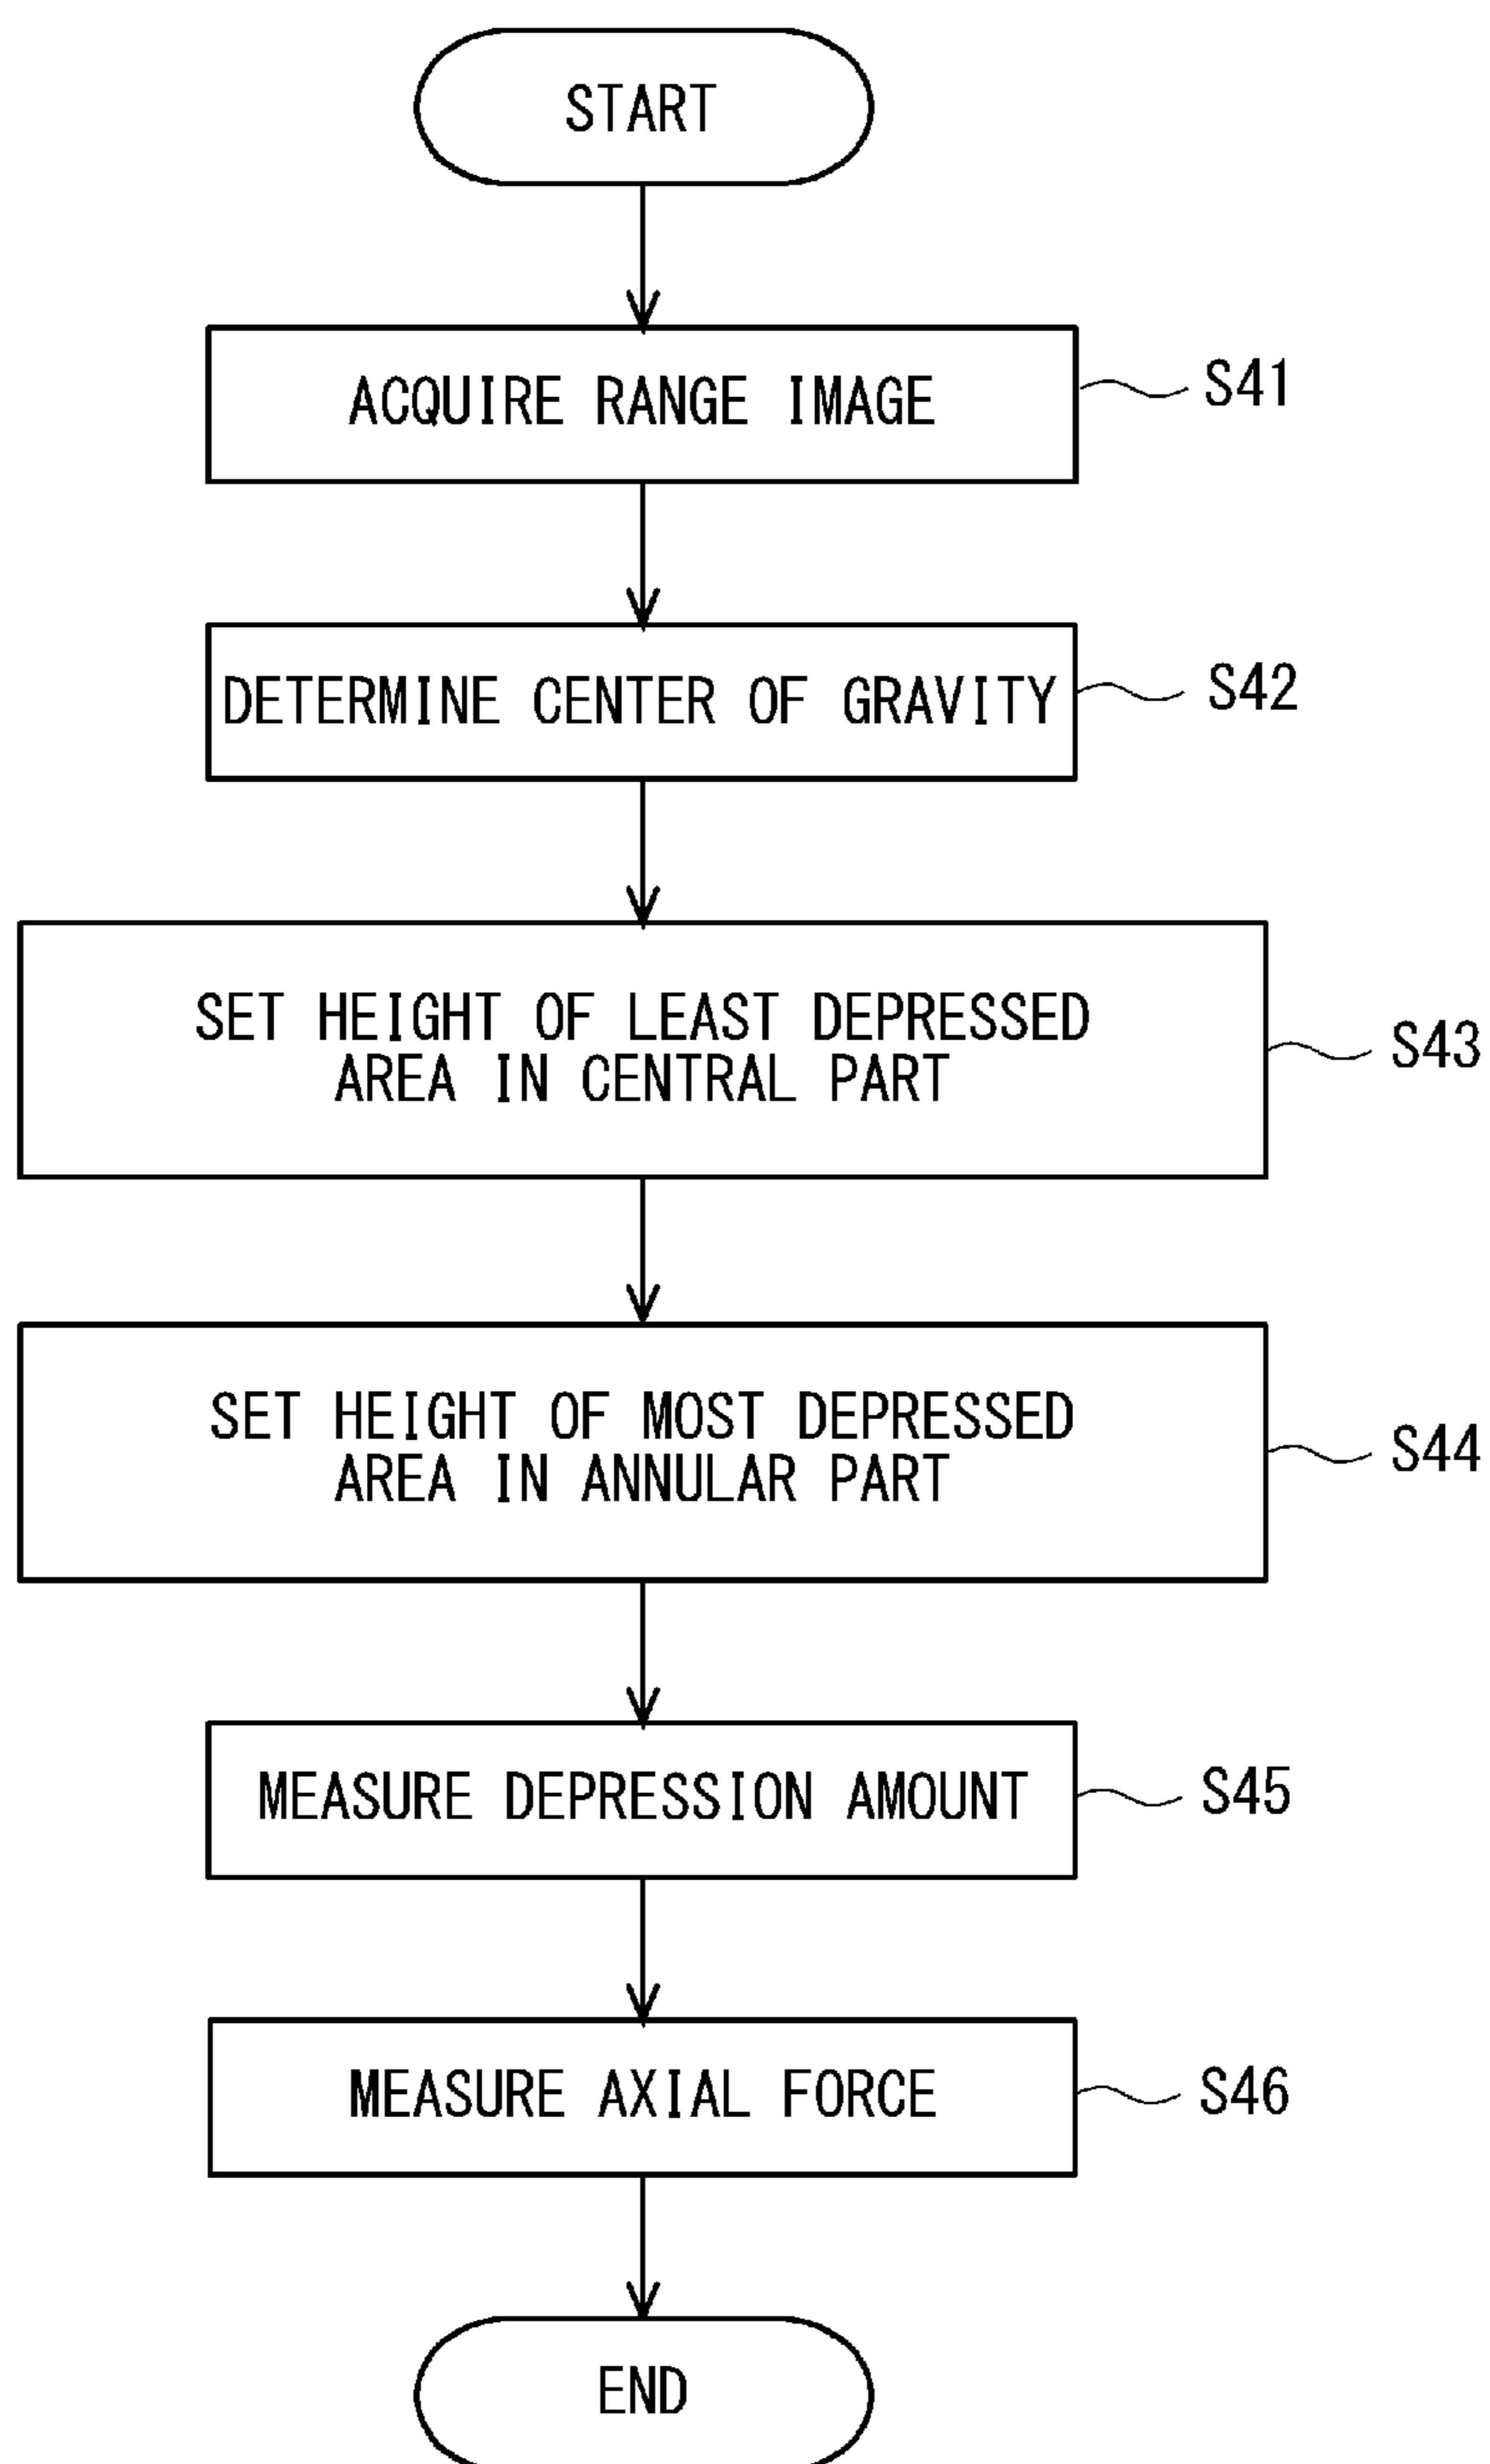 START
ACQUIRE RANGE IMAGE
S41
DETERMINE CENTER OF GRAVITY
S42
SET HEIGHT OF LEAST DEPRESSED
AREA IN CENTRAL PART
S43
SET HEIGHT OF MOST DEPRESSED
AREA IN ANNULAR PART
S44
MEASURE DEPRESSION AMOUNT
S45
MEASURE AXIAL FORCE
S46
END